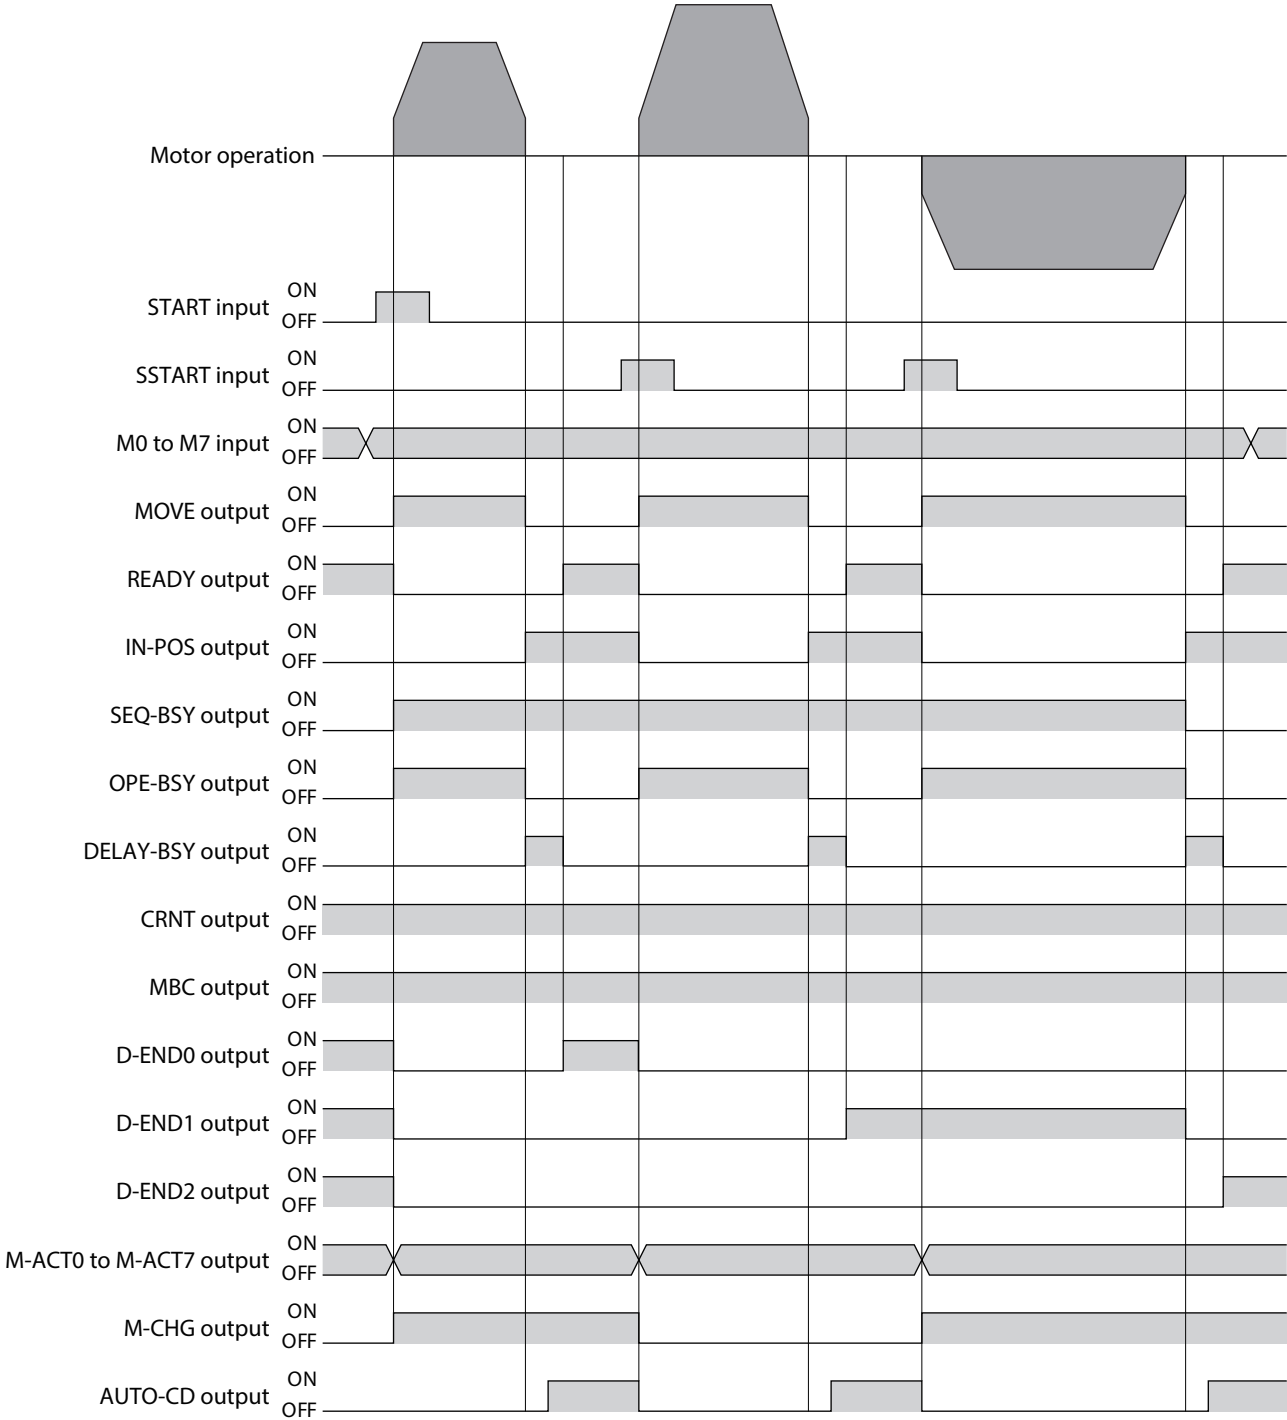 Motor operation
START input
ON
OFF
SSTART input
ON
OFF
M0 to M7 input
ON
OFF
MOVE output
ON
OFF
READY output
ON
OFF
IN-POS output
ON
OFF
SEQ-BSY output
ON
OFF
OPE-BSY output
ON
OFF
DELAY-BSY output
ON
OFF
CRNT output
ON
OFF
MBC output
ON
OFF
D-END0 output
ON
OFF
D-END1 output
ON
OFF
D-END2 output
ON
OFF
M-ACT0 to M-ACT7 output
ON
OFF
M-CHG output
ON
OFF
AUTO-CD output
ON
OFF